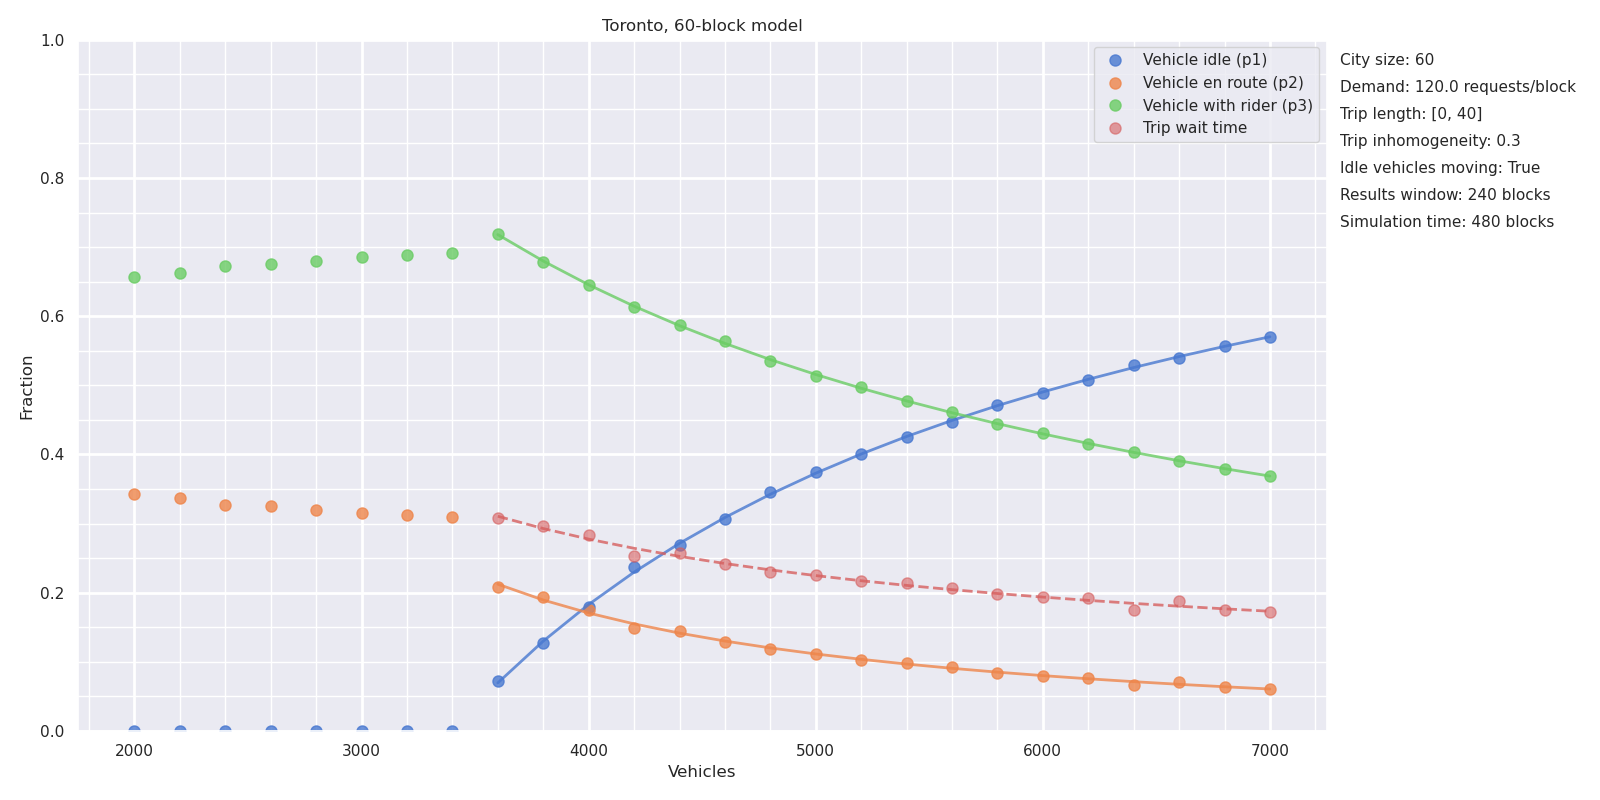 Toronto, 60-block model
1.0
0.8
0.6
0.4
0.2
0.0
Fraction
2000
3000
4000
5000
6000
7000
Vehicles
Vehicle idle (p1)
Vehicle en route (p2)
Vehicle with rider (p3)
Trip wait time
City size: 60
Demand: 120.0 requests/block
Trip length: [0, 40]
Trip inhomogeneity: 0.3
Idle vehicles moving: True
Results window: 240 blocks
Simulation time: 480 blocks